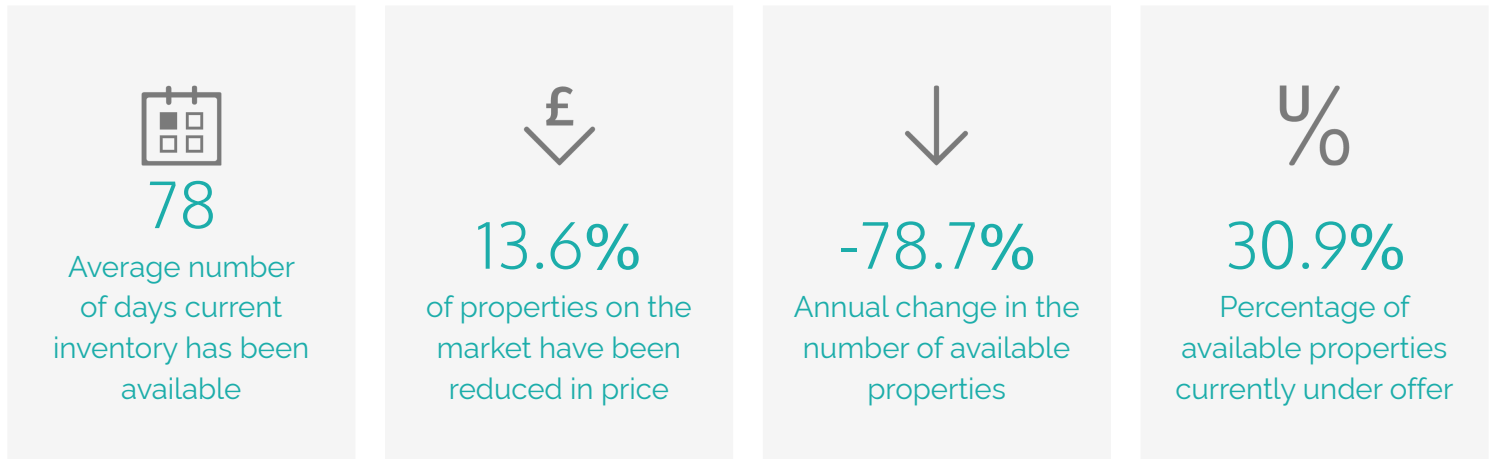 78
Average number
of days current
inventory has been
available
£
13.6%
of properties on the
market have been
reduced in price
-78.7%
Annual change in the
number of available
properties
U%
30.9%
Percentage of
available properties
currently under offer